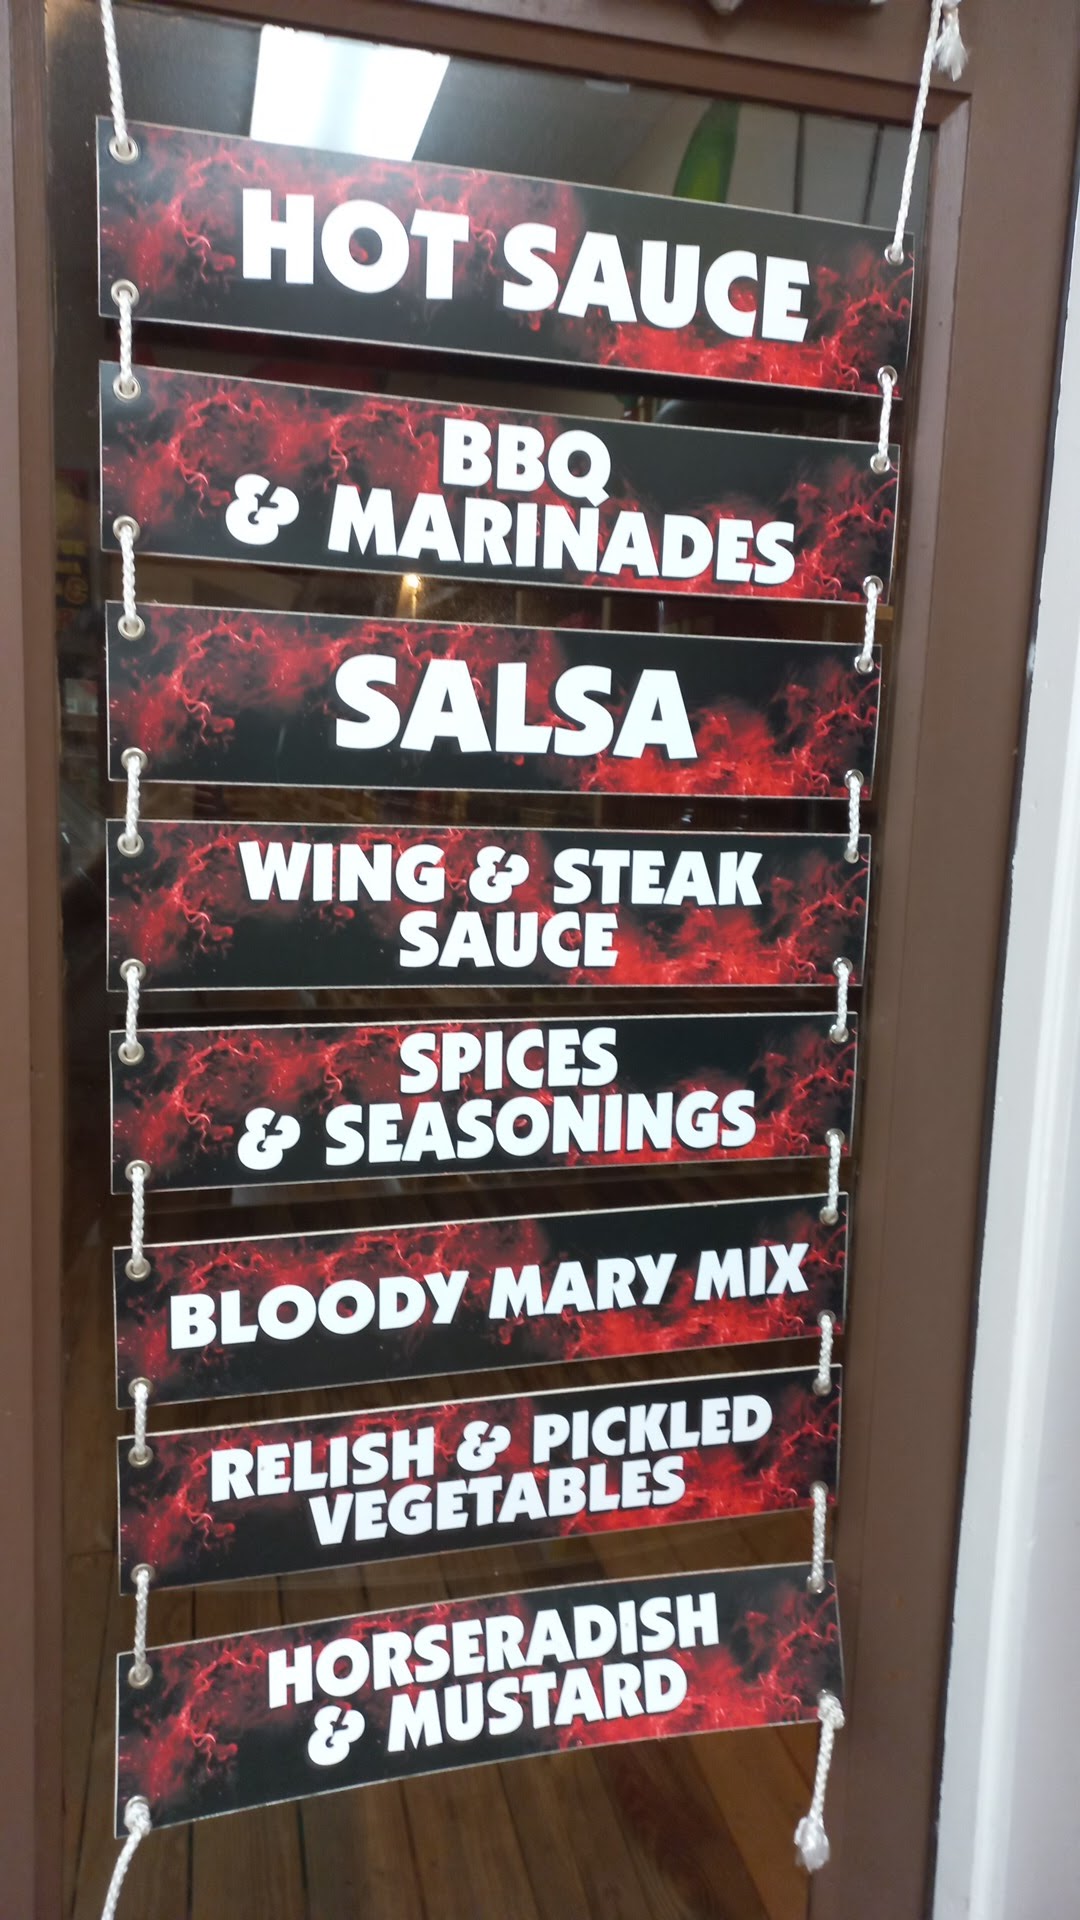 HOT SAUCE
BBQ
& MARINADES
SALSA
WING & STEAK
SAUCE
SPICES
& SEASONINGS
BLOODY MARY MIX
RELISH & PICKLED
VEGETABLES
HORSERADISH
& MUSTARD